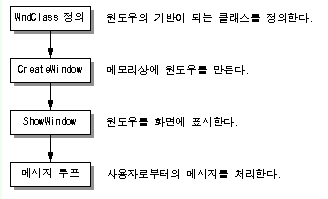 WndClass 정의 윈도우의 기반이 되는 클래스를 정의한다.
CreateWindow 메모리상에 윈도우를 만든다.
ShowWindow 윈도우를 화면에 표시한다.
메시지 루프 사용자로부터의 메시지를 처리한다.